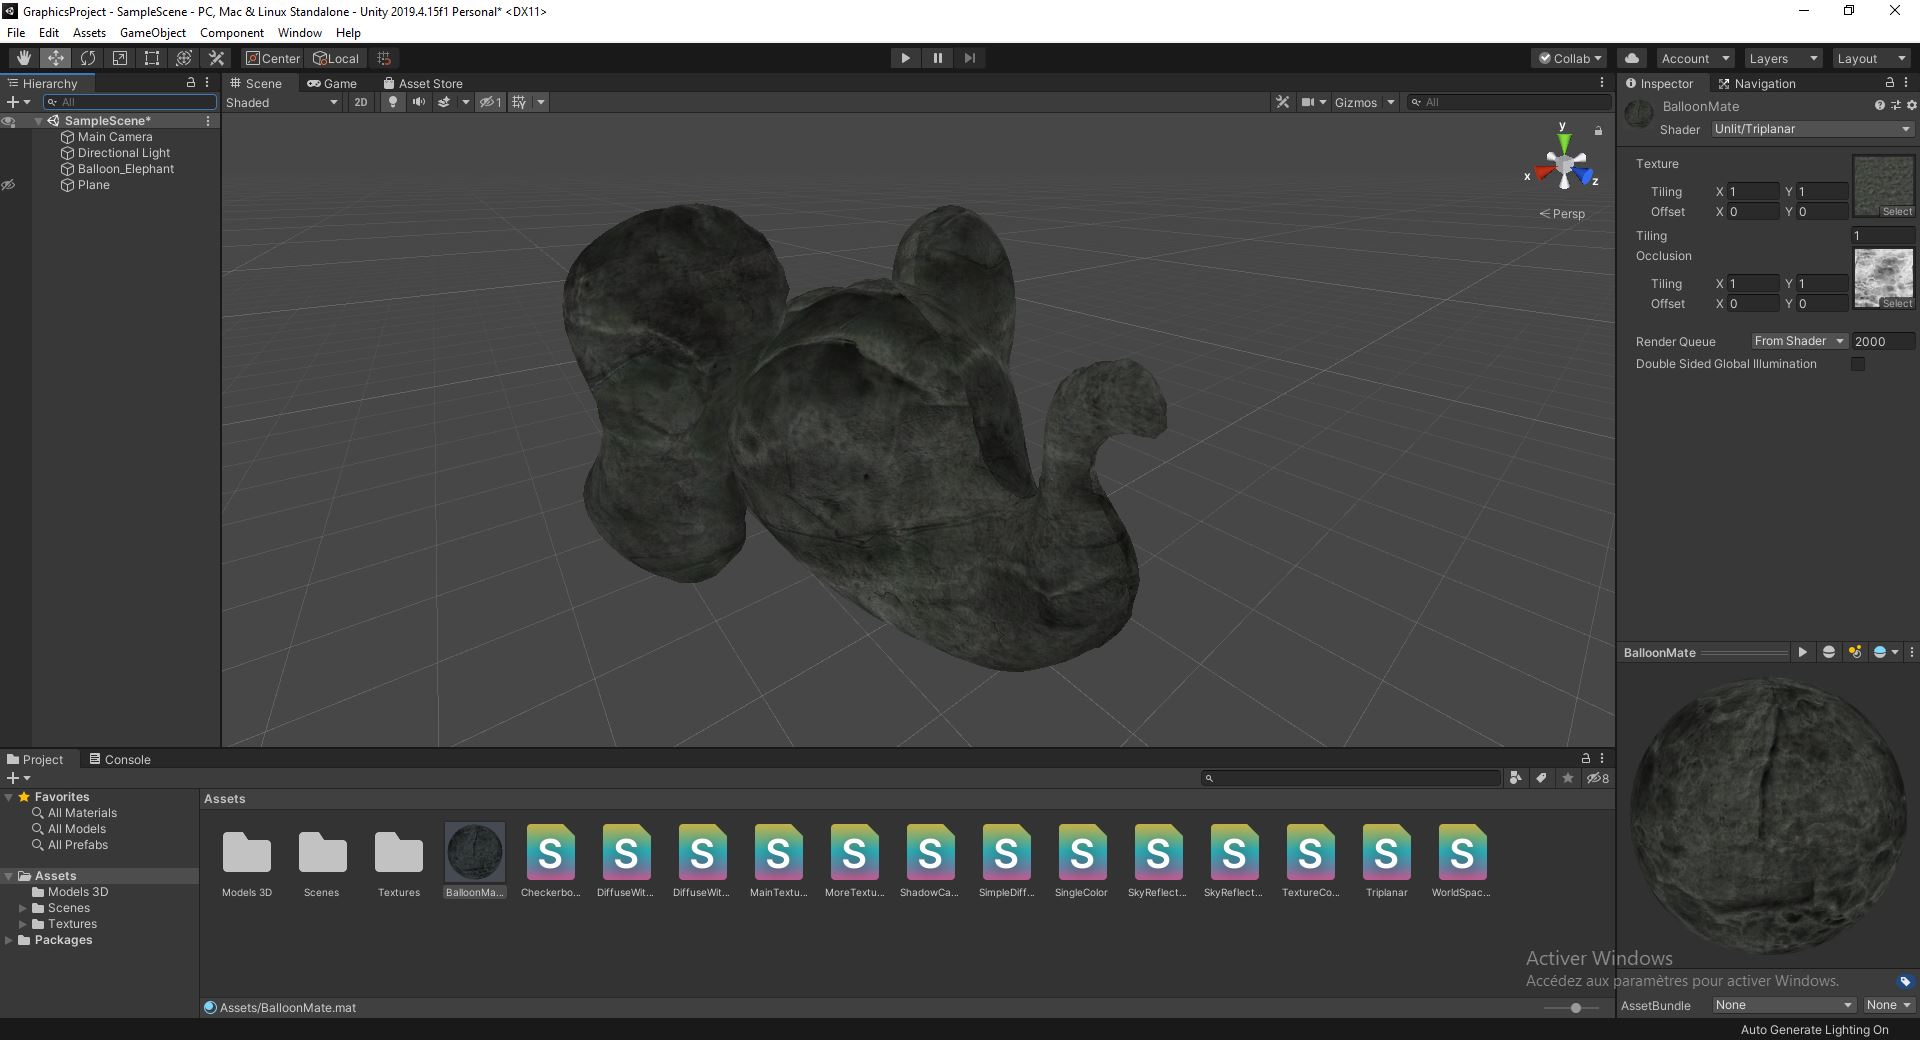 GraphicsProject - SampleScene - PC, Mac & Linux Standalone - Unity 2019.4.15f1 Personal* <DX11>
File Edit Assets GameObject Component Window Help
Center Local Collab Account Layers Layout
Hierarchy
All
SampleScene*
Main Camera
Directional Light
Balloon_Elephant
Plane
Scene Game Asset Store
Shaded 2D 1 Gizmos All
y
x
z
Persp
Inspector Navigation
BalloonMate
Shader Unlit/Triplanar
Texture
Tiling X 1 Y 1
Offset X 0 Y 0
Select
Tiling 1
Occlusion
Tiling X 1 Y 1
Offset X 0 Y 0
Select
Render Queue From Shader 2000
Double Sided Global Illumination
BalloonMate
Project Console
8
Favorites
All Materials
All Models
All Prefabs
Assets
Models 3D
Scenes
Textures
Packages
Assets
Models 3D Scenes Textures BalloonMa... Checkerbo... DiffuseWit... DiffuseWit... MainTextu... MoreTextu... ShadowCa... SimpleDiff... SingleColor SkyReflect... SkyReflect... TextureCo... Triplanar WorldSpac...
Assets/BalloonMate.mat
Activer Windows
Accédez aux paramètres pour activer Windows.
AssetBundle None None
Auto Generate Lighting On